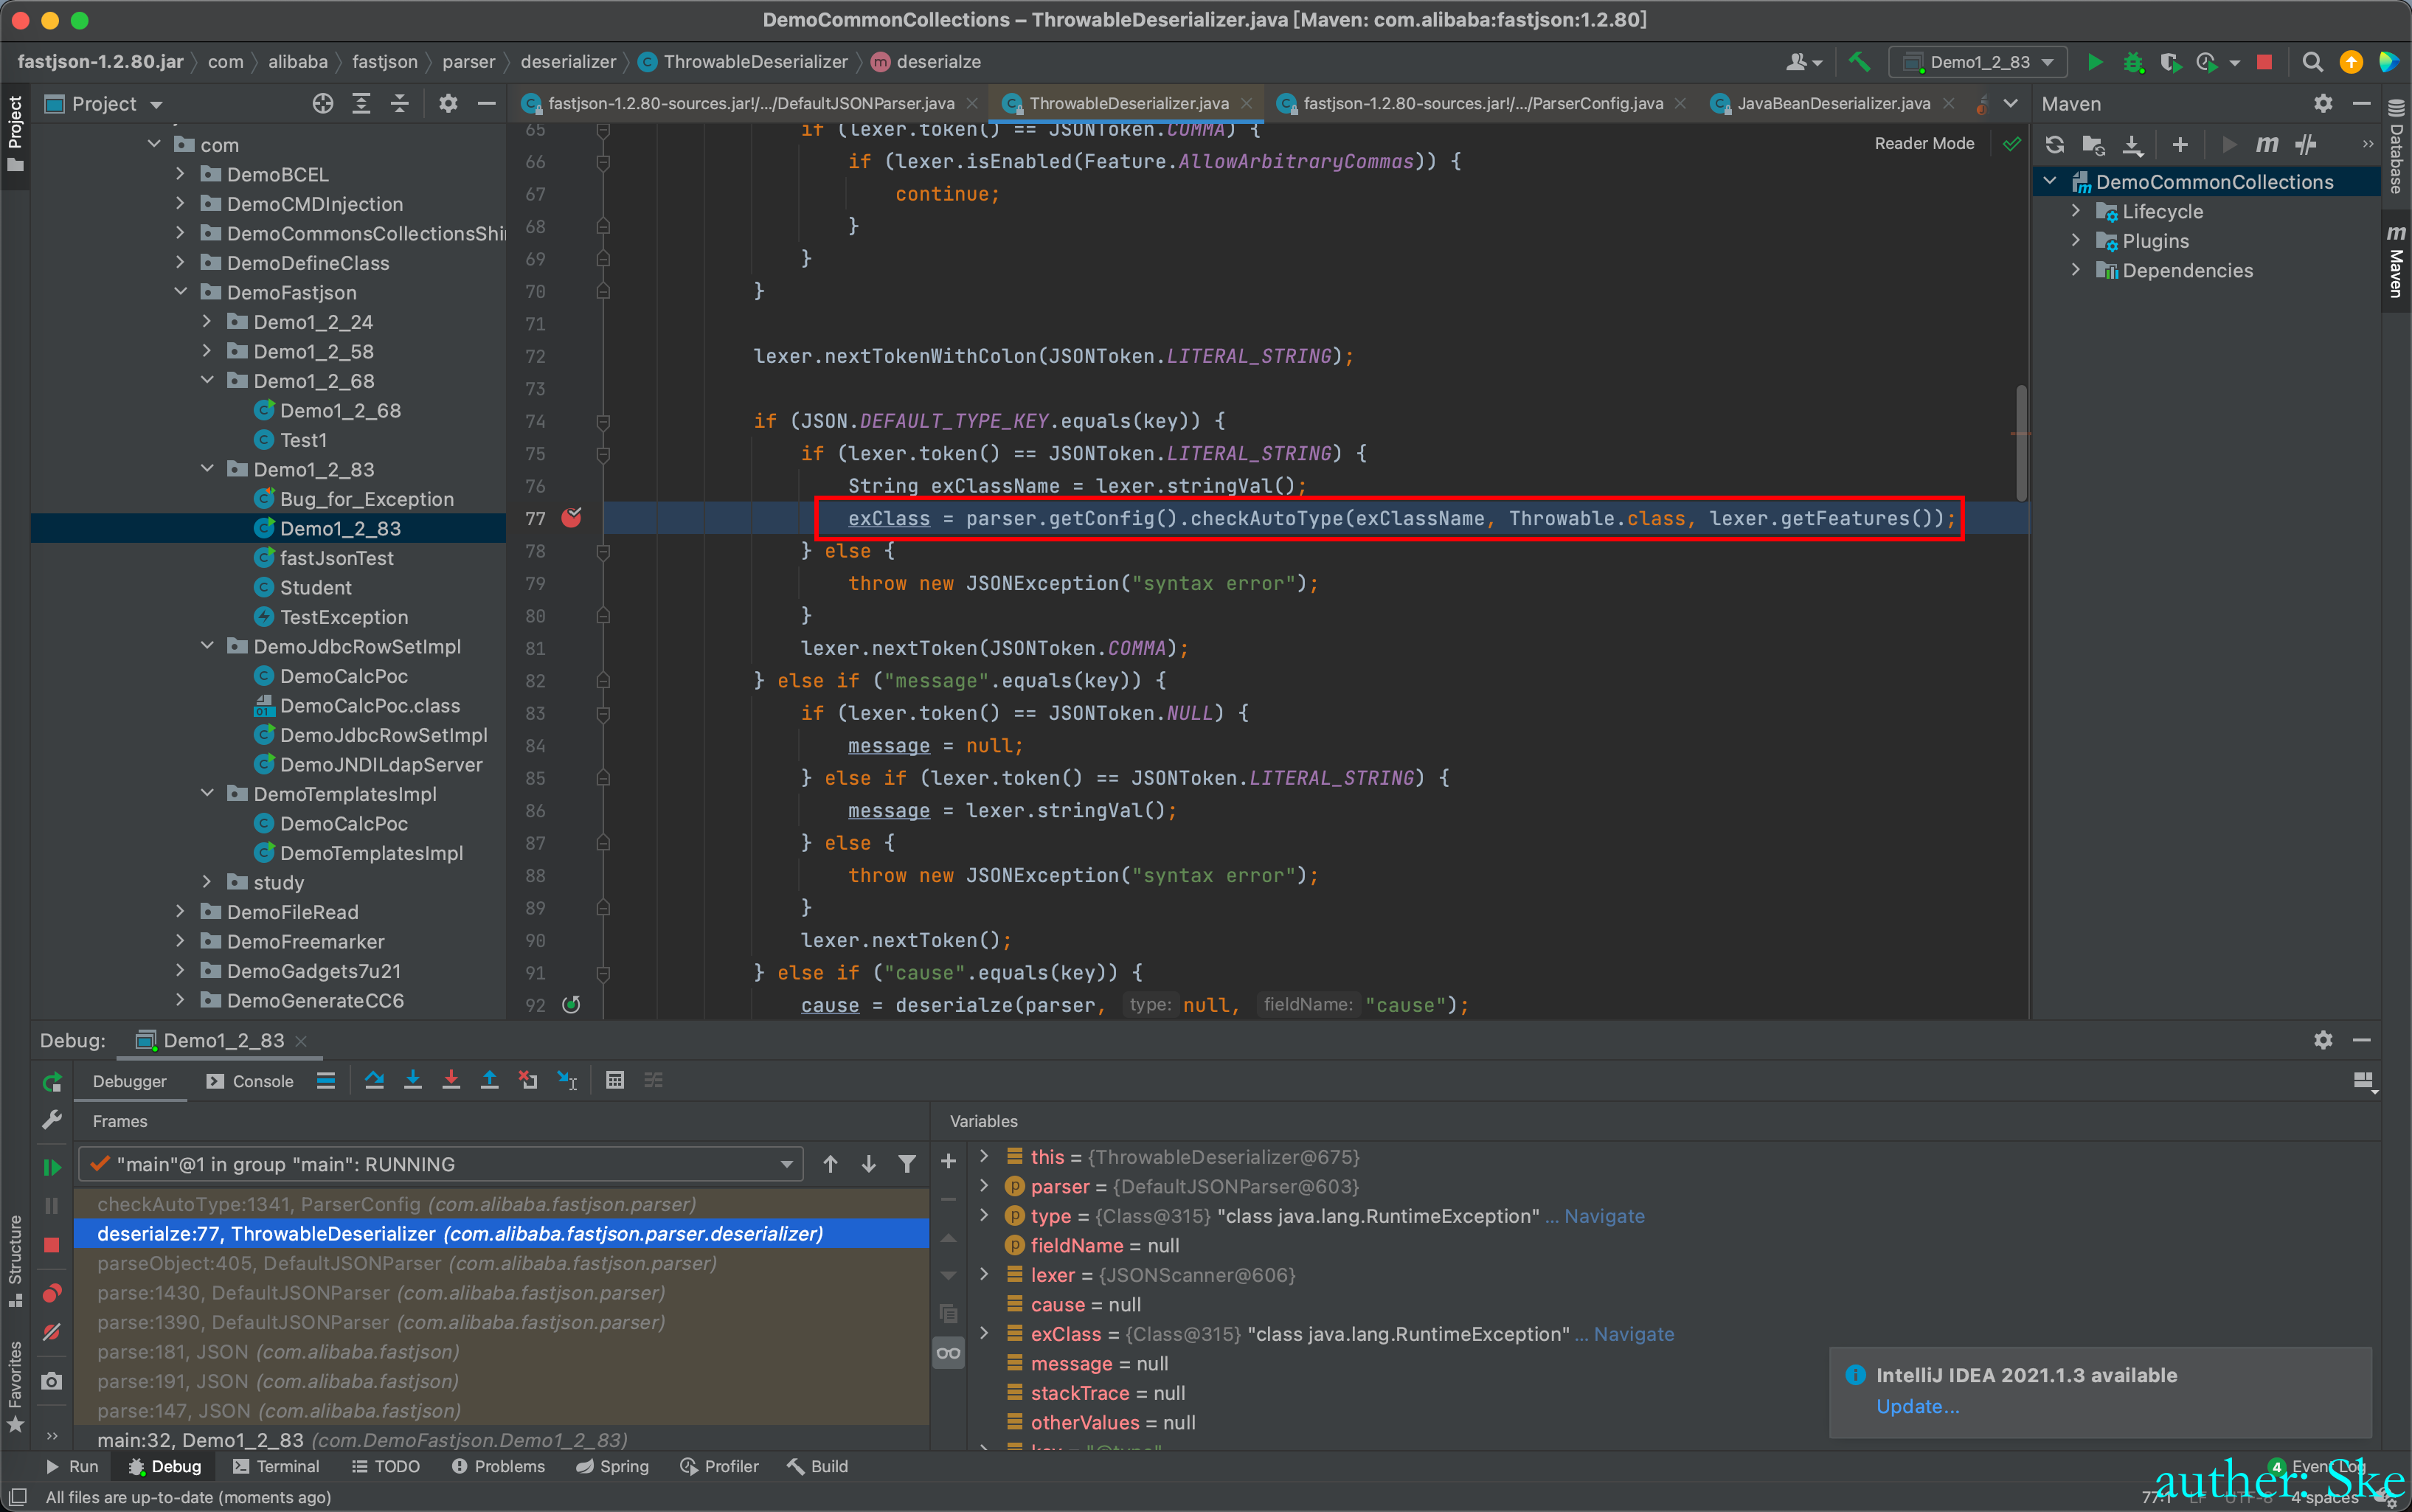 DemoCommonCollections – ThrowableDeserializer.java [Maven: com.alibaba:fastjson:1.2.80]
fastjson-1.2.80.jar com alibaba fastjson parser deserializer ThrowableDeserializer deserialze
Demo1_2_83
Project
fastjson-1.2.80-sources.jar!/.../DefaultJSONParser.java ThrowableDeserializer.java fastjson-1.2.80-sources.jar!/.../ParserConfig.java JavaBeanDeserializer.java
Maven
Project
com
DemoBCEL
DemoCMDInjection
DemoCommonsCollectionsShi
DemoDefineClass
DemoFastjson
Demo1_2_24
Demo1_2_58
Demo1_2_68
Demo1_2_68
Test1
Demo1_2_83
Bug_for_Exception
Demo1_2_83
fastJsonTest
Student
TestException
DemoJdbcRowSetImpl
DemoCalcPoc
DemoCalcPoc.class
DemoJdbcRowSetImpl
DemoJNDILdapServer
DemoTemplatesImpl
DemoCalcPoc
DemoTemplatesImpl
study
DemoFileRead
DemoFreemarker
DemoGadgets7u21
DemoGenerateCC6
Reader Mode
65 if (lexer.token() == JSONToken.COMMA) {
66 if (lexer.isEnabled(Feature.AllowArbitraryCommas)) {
67 continue;
68 }
69 }
70 }
71
72 lexer.nextTokenWithColon(JSONToken.LITERAL_STRING);
73
74 if (JSON.DEFAULT_TYPE_KEY.equals(key)) {
75 if (lexer.token() == JSONToken.LITERAL_STRING) {
76 String exClassName = lexer.stringVal();
77 exClass = parser.getConfig().checkAutoType(exClassName, Throwable.class, lexer.getFeatures());
78 } else {
79 throw new JSONException("syntax error");
80 }
81 lexer.nextToken(JSONToken.COMMA);
82 } else if ("message".equals(key)) {
83 if (lexer.token() == JSONToken.NULL) {
84 message = null;
85 } else if (lexer.token() == JSONToken.LITERAL_STRING) {
86 message = lexer.stringVal();
87 } else {
88 throw new JSONException("syntax error");
89 }
90 lexer.nextToken();
91 } else if ("cause".equals(key)) {
92 cause = deserialze(parser, type: null, fieldName: "cause");
DemoCommonCollections
Lifecycle
Plugins
Dependencies
Database
m Maven
Debug: Demo1_2_83
Debugger Console
Frames
"main"@1 in group "main": RUNNING
checkAutoType:1341, ParserConfig (com.alibaba.fastjson.parser)
deserialze:77, ThrowableDeserializer (com.alibaba.fastjson.parser.deserializer)
parseObject:405, DefaultJSONParser (com.alibaba.fastjson.parser)
parse:1430, DefaultJSONParser (com.alibaba.fastjson.parser)
parse:1390, DefaultJSONParser (com.alibaba.fastjson.parser)
parse:181, JSON (com.alibaba.fastjson)
parse:191, JSON (com.alibaba.fastjson)
parse:147, JSON (com.alibaba.fastjson)
main:32, Demo1_2_83 (com.DemoFastjson.Demo1_2_83)
Variables
this = {ThrowableDeserializer@675}
parser = {DefaultJSONParser@603}
type = {Class@315} "class java.lang.RuntimeException" ... Navigate
fieldName = null
lexer = {JSONScanner@606}
cause = null
exClass = {Class@315} "class java.lang.RuntimeException" ... Navigate
message = null
stackTrace = null
otherValues = null
key = "@type"
IntelliJ IDEA 2021.1.3 available
Update...
Structure
Favorites
Run Debug Terminal TODO Problems Spring Profiler Build
4 Event Log
All files are up-to-date (moments ago)
77:1 LF UTF-8 4 spaces
auther: Ske